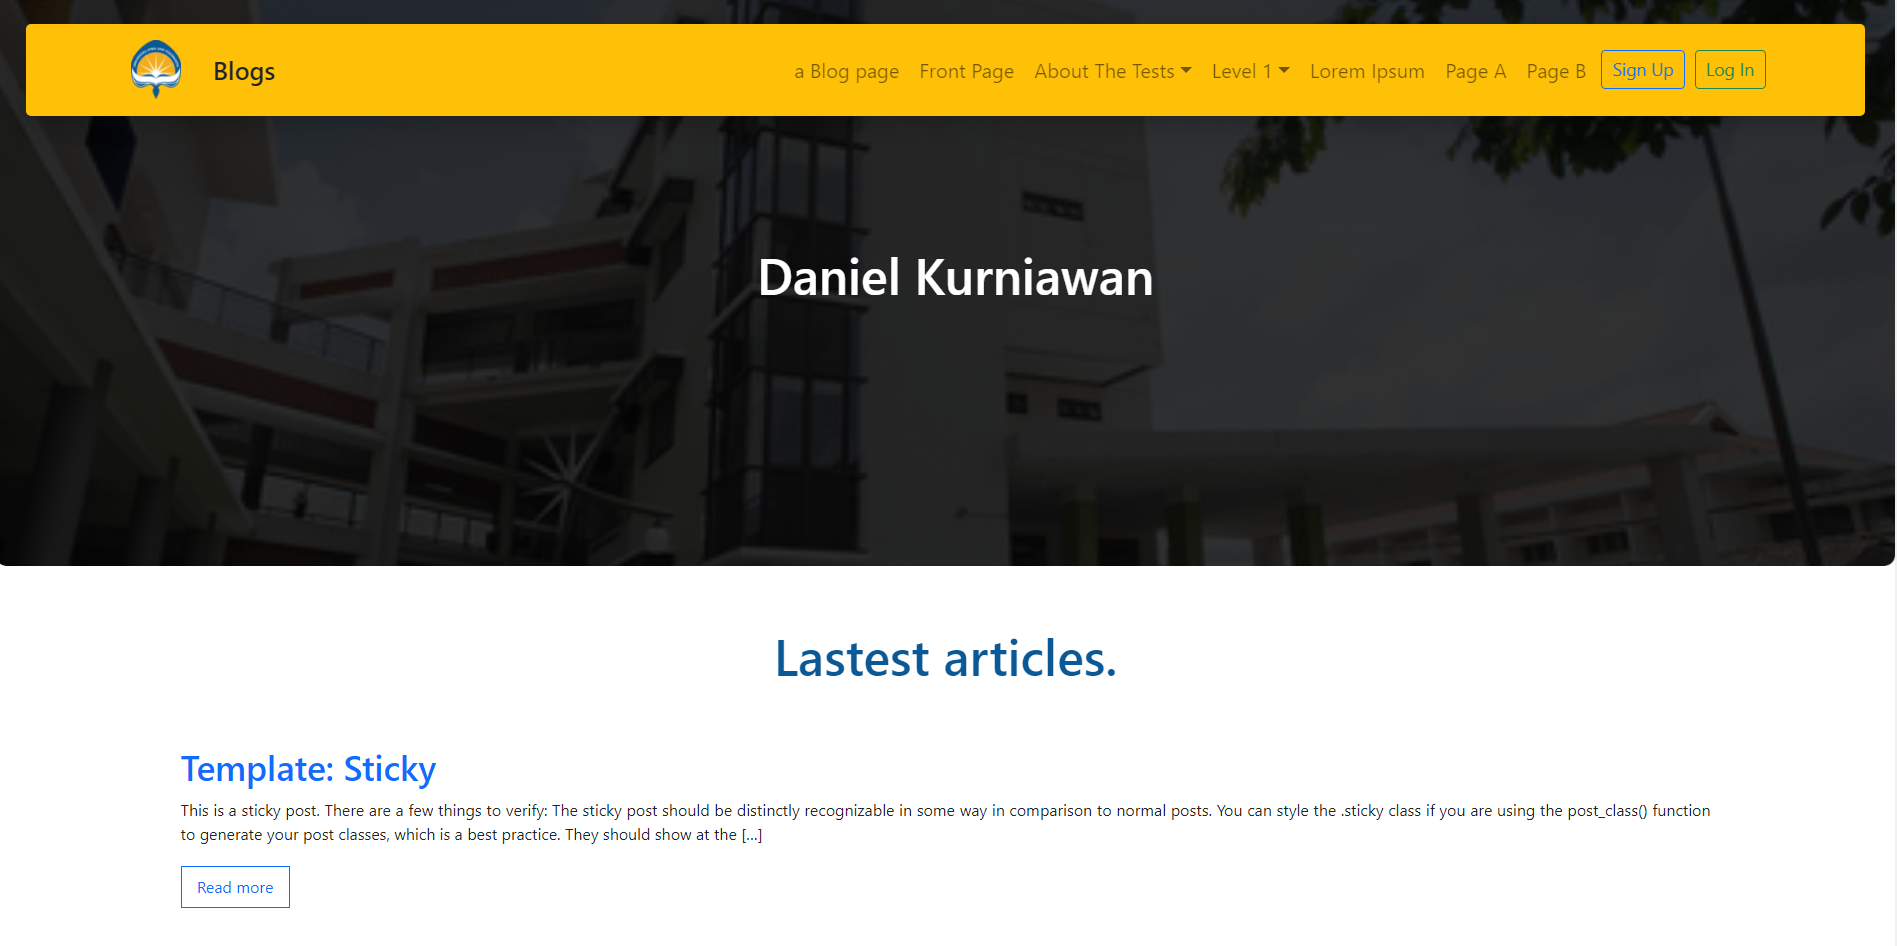 Blogs
a Blog page Front Page About The Tests Level 1 Lorem Ipsum Page A Page B Sign Up Log In
Daniel Kurniawan
Lastest articles.
Template: Sticky
This is a sticky post. There are a few things to verify: The sticky post should be distinctly recognizable in some way in comparison to normal posts. You can style the .sticky class if you are using the post_class() function
to generate your post classes, which is a best practice. They should show at the [...]
Read more